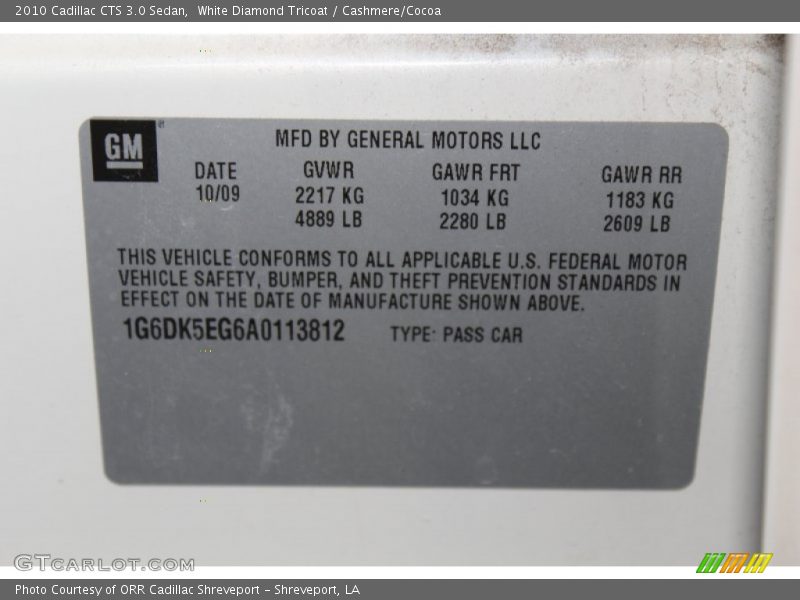 2010 Cadillac CTS 3.0 Sedan, White Diamond Tricoat / Cashmere/Cocoa
GM
MFD BY GENERAL MOTORS LLC
DATE GVWR GAWR FRT GAWR RR
10/09 2217 KG 1034 KG 1183 KG
4889 LB 2280 LB 2609 LB
THIS VEHICLE CONFORMS TO ALL APPLICABLE U.S. FEDERAL MOTOR
VEHICLE SAFETY, BUMPER, AND THEFT PREVENTION STANDARDS IN
EFFECT ON THE DATE OF MANUFACTURE SHOWN ABOVE.
1G6DK5EG6A0113812 TYPE: PASS CAR
GTCARLOT.COM
Photo Courtesy of ORR Cadillac Shreveport – Shreveport, LA